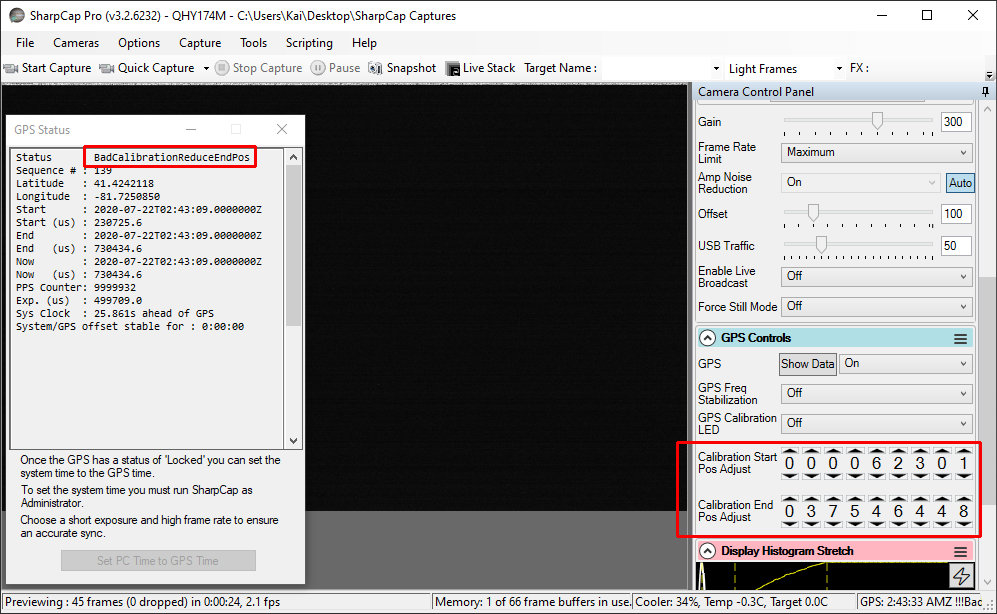 SharpCap Pro (v3.2.6232) - QHY174M - C:\Users\Kai\Desktop\SharpCap Captures
File Cameras Options Capture Tools Scripting Help
Start Capture Quick Capture Stop Capture Pause Snapshot Live Stack Target Name : Light Frames FX :
GPS Status
Status : BadCalibrationReduceEndPos
Sequence # : 139
Latitude : 41.4242118
Longitude : -81.7250850
Start : 2020-07-22T02:43:09.0000000Z
Start (us) : 230725.6
End : 2020-07-22T02:43:09.0000000Z
End (us) : 730434.6
Now : 2020-07-22T02:43:09.0000000Z
Now (us) : 730434.6
PPS Counter: 9999932
Exp. (us) : 499709.0
Sys Clock : 25.861s ahead of GPS
System/GPS offset stable for : 0:00:00
Once the GPS has a status of 'Locked' you can set the
system time to the GPS time.
To set the system time you must run SharpCap as
Administrator.
Choose a short exposure and high frame rate to ensure
an accurate sync.
Set PC Time to GPS Time
Camera Control Panel
Gain 300
Frame Rate
Limit Maximum
Amp Noise
Reduction On Auto
Offset 100
USB Traffic 50
Enable Live
Broadcast Off
Force Still Mode Off
GPS Controls
GPS Show Data On
GPS Freq
Stabilization Off
GPS Calibration
LED Off
Calibration Start
Pos Adjust 0 0 0 0 6 2 3 0 1
Calibration End
Pos Adjust 0 3 7 5 4 6 4 4 8
Display Histogram Stretch
Previewing : 45 frames (0 dropped) in 0:00:24, 2.1 fps Memory: 1 of 66 frame buffers in use. Cooler: 34%, Temp -0.3C, Target 0.0C GPS: 2:43:33 AMZ !!!Bac